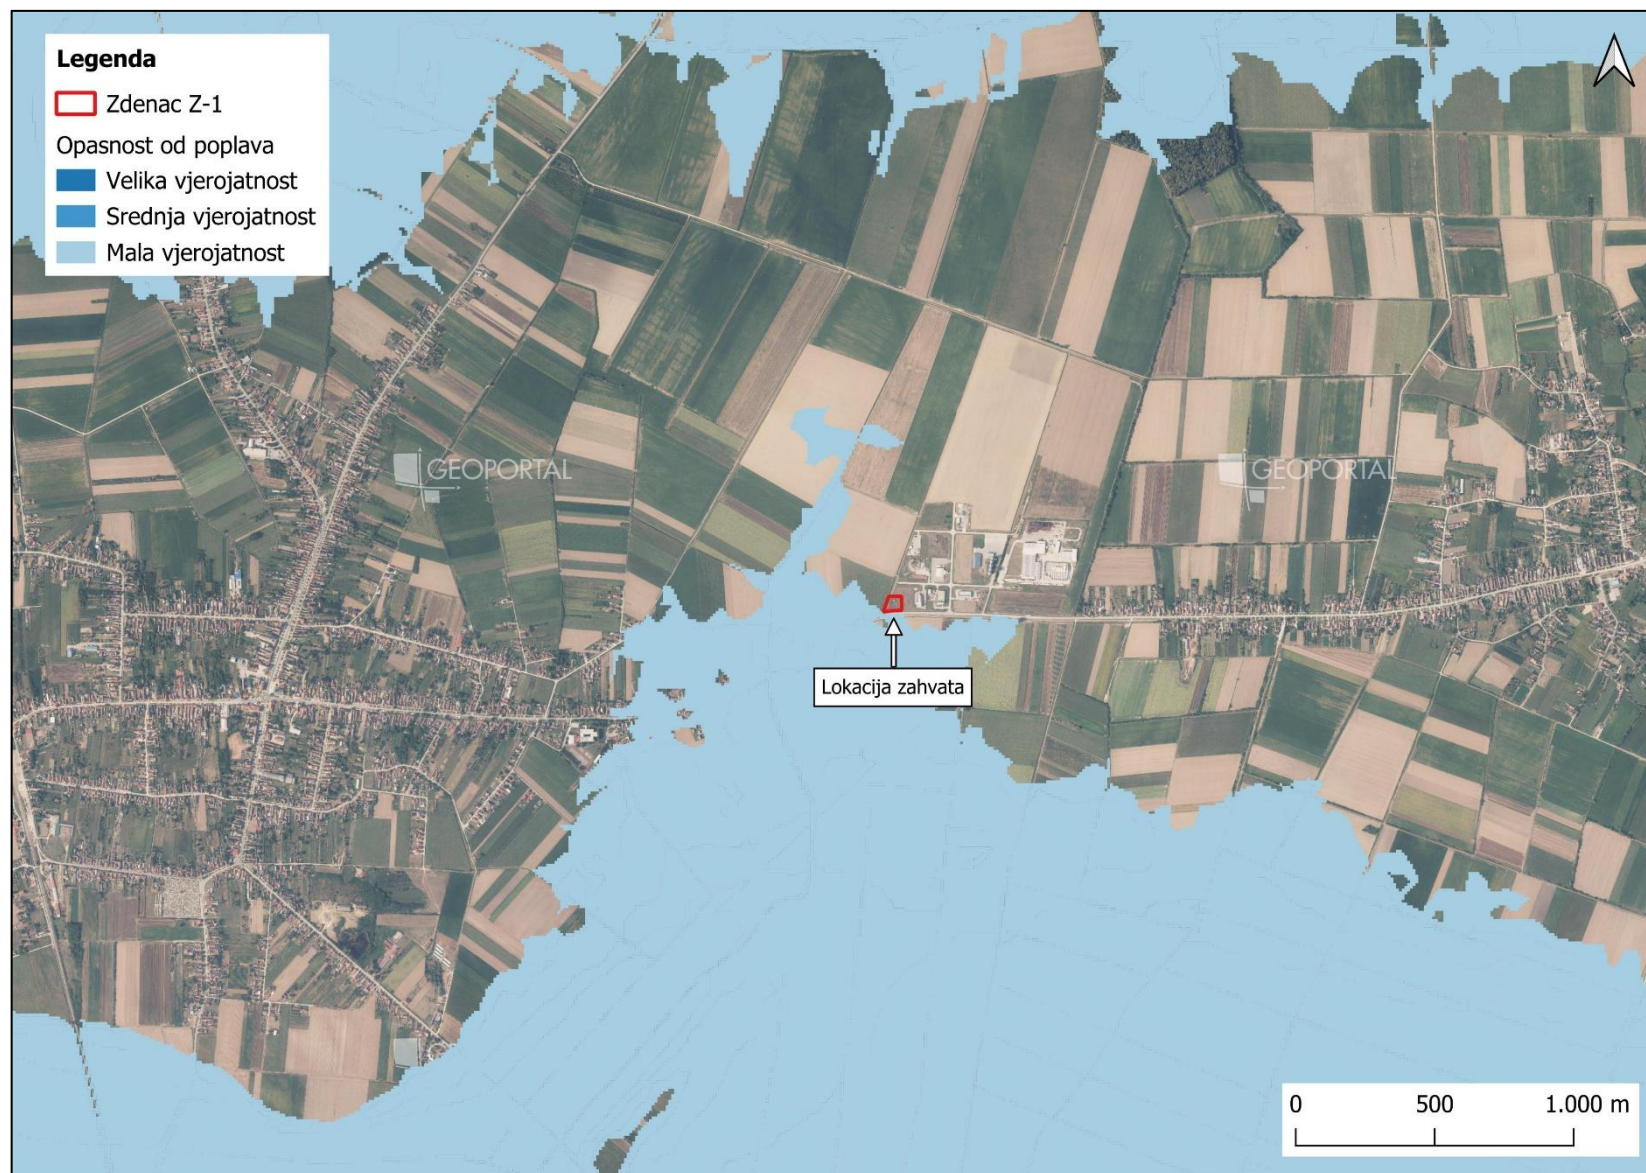 Legenda
Zdenac Z-1
Opasnost od poplava
Velika vjerojatnost
Srednja vjerojatnost
Mala vjerojatnost
GEOPORTAL
GEOPORTAL
Lokacija zahvata
0 500 1.000 m